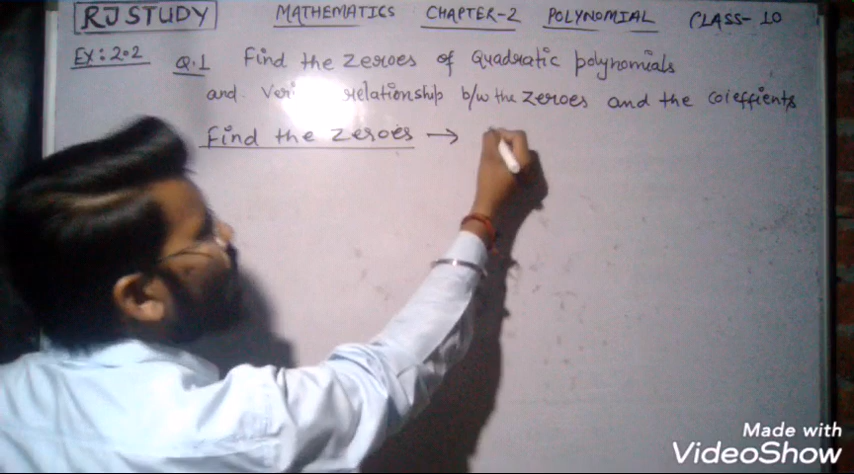 RJ STUDY MATHEMATICS CHAPTER-2 POLYNOMIAL CLASS-10
EX: 2.2 Q.1 Find the Zeroes of Quadratic polynomials
and relationship b/w the Zeroes and the coieffients
find the Zeroes →
Made with
VideoShow